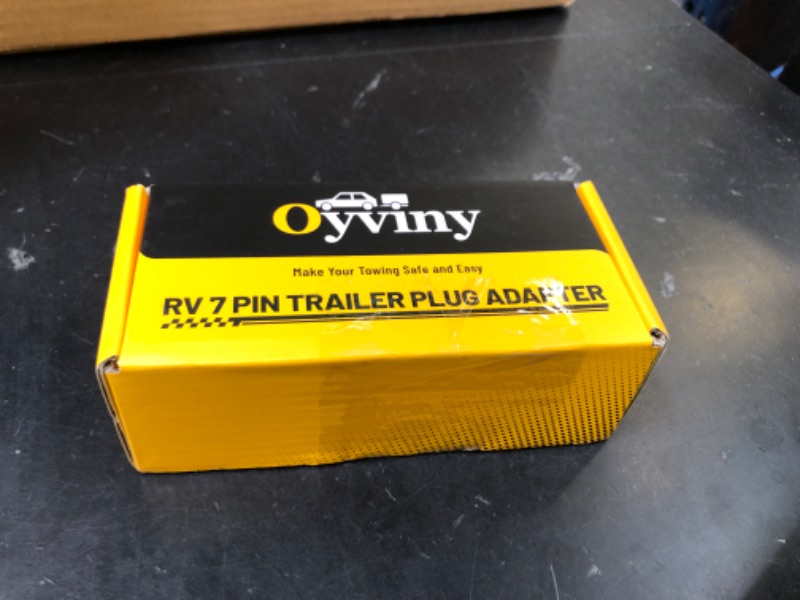 Oyviny
Make Your Towing Safe and Easy
RV 7 PIN TRAILER PLUG ADAPTER